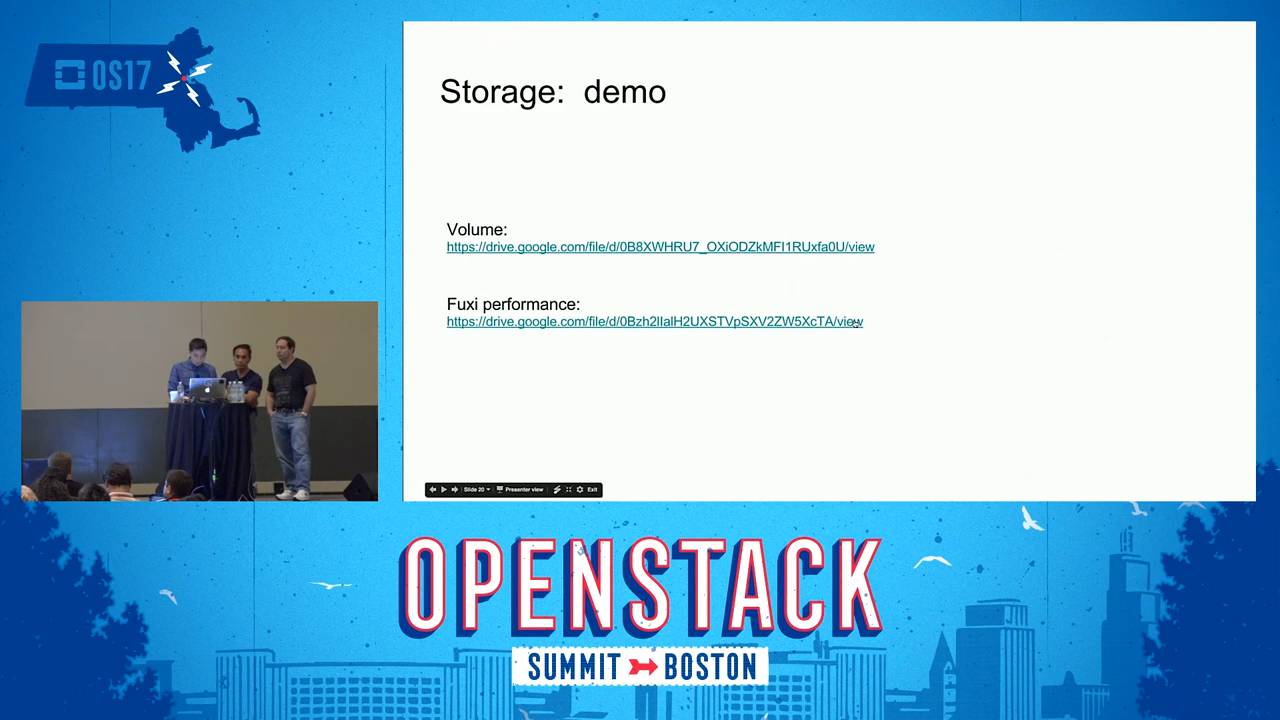 OS17
Storage: demo
Volume:
https://drive.google.com/file/d/0B8XWHRU7_OXiODZkMFI1RUxfa0U/view
Fuxi performance:
https://drive.google.com/file/d/0Bzh2lIalH2UXSTVpSXV2ZW5XcTA/view
Slide 20 Presenter view Exit
OPENSTACK
SUMMIT BOSTON